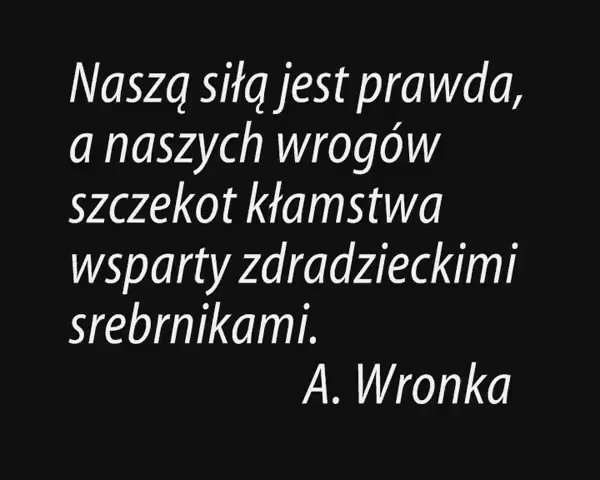 Naszą siłą jest prawda,
a naszych wrogów
szczekot kłamstwa
wsparty zdradzieckimi
srebrnikami.
A. Wronka